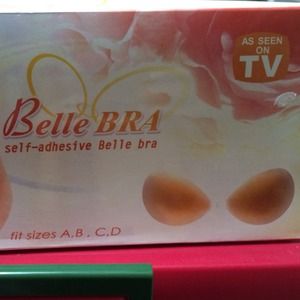 AS SEEN
ON
TV
Belle BRA
self-adhesive Belle bra
fit sizes A,B, C,D